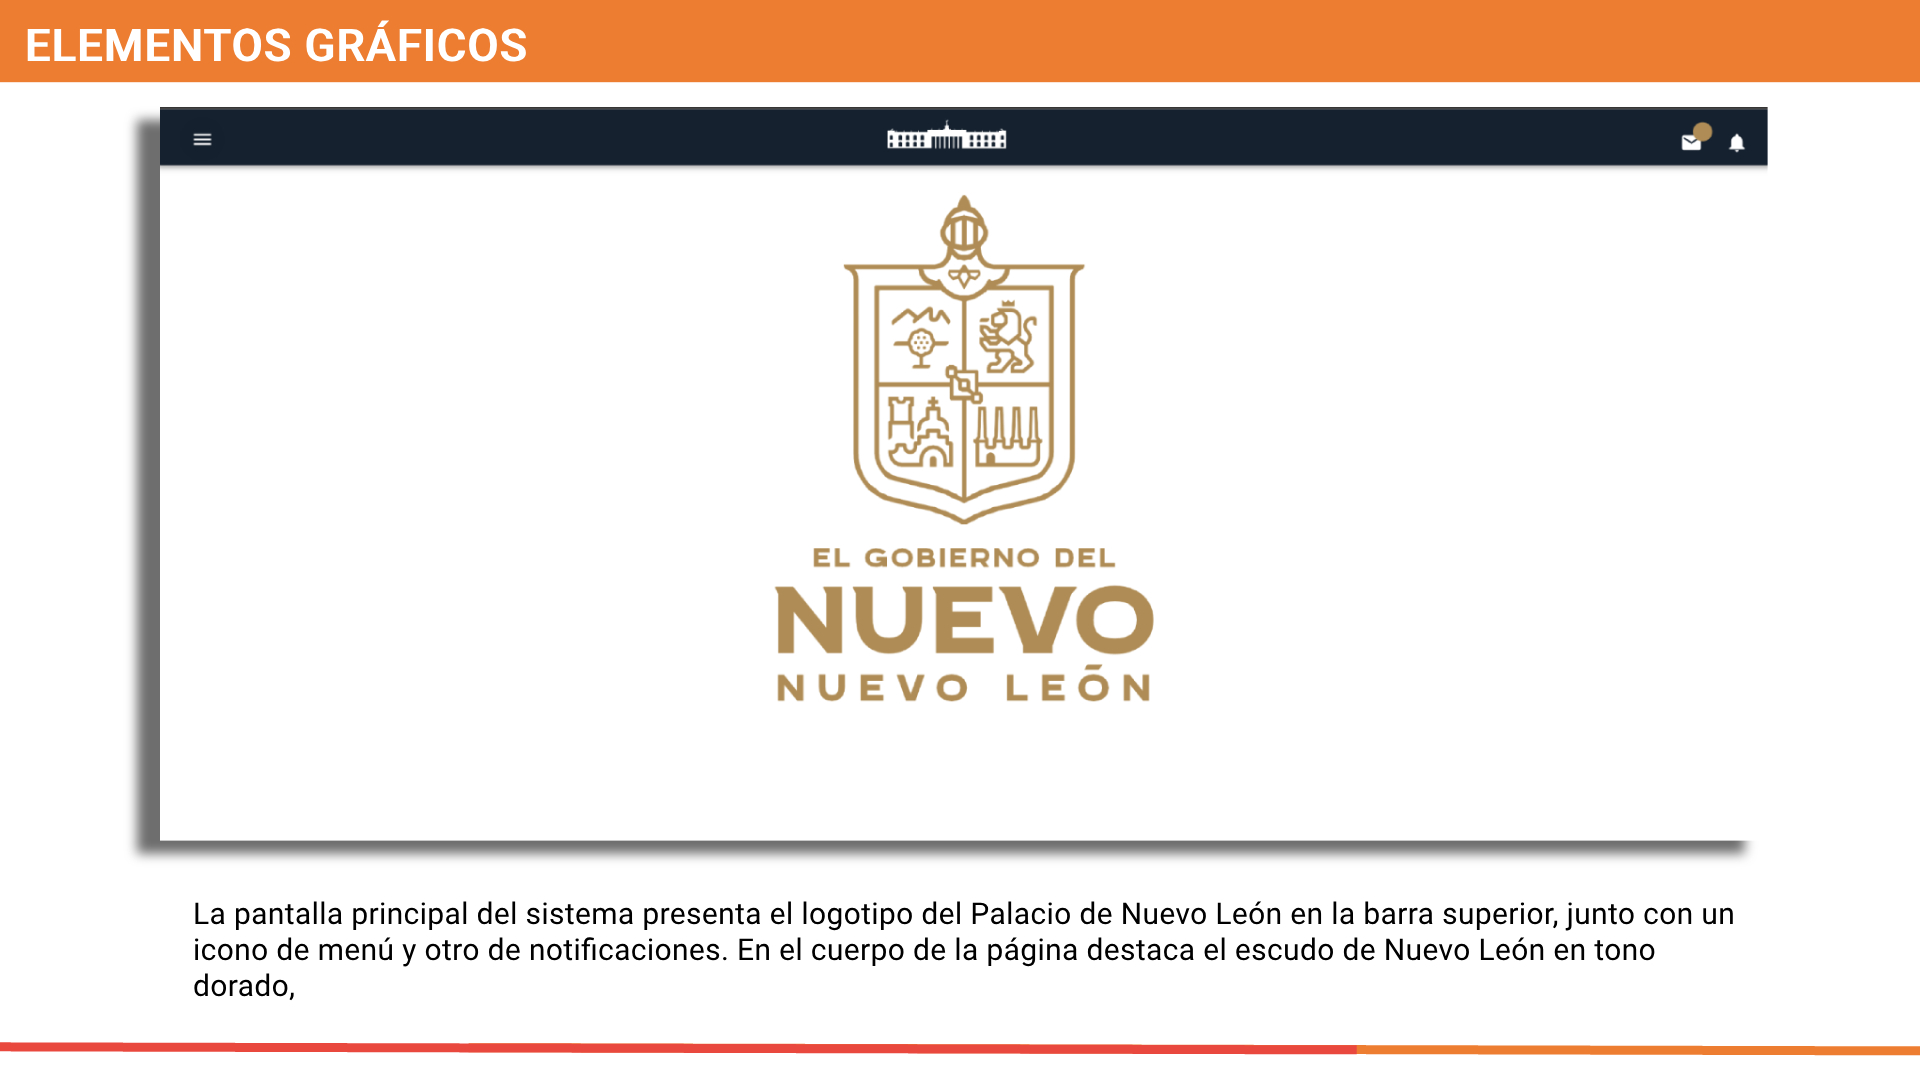 ELEMENTOS GRÁFICOS
EL GOBIERNO DEL
NUEVO
NUEVO LEÓN
La pantalla principal del sistema presenta el logotipo del Palacio de Nuevo León en la barra superior, junto con un
icono de menú y otro de notificaciones. En el cuerpo de la página destaca el escudo de Nuevo León en tono
dorado,